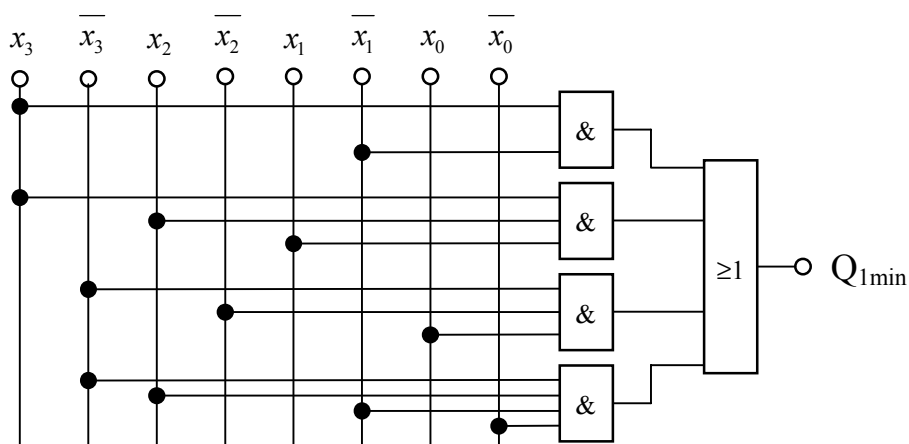 x₃ x̅₃ x₂ x̅₂ x₁ x̅₁ x₀ x̅₀
&
&
≥1 Q₁ₘᵢₙ
&
&